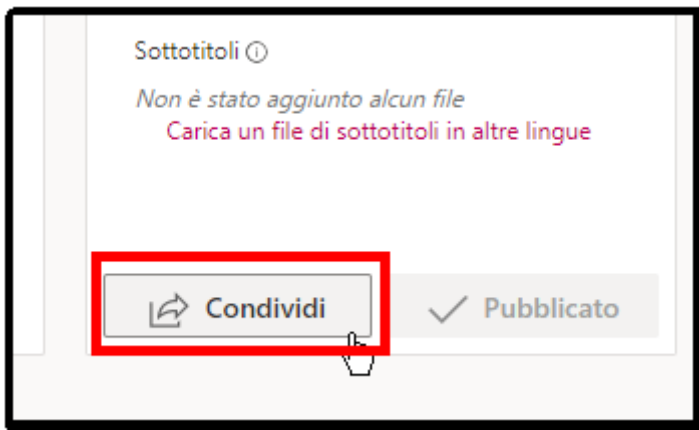 Sottotitoli
Non è stato aggiunto alcun file
Carica un file di sottotitoli in altre lingue
Condividi
Pubblicato